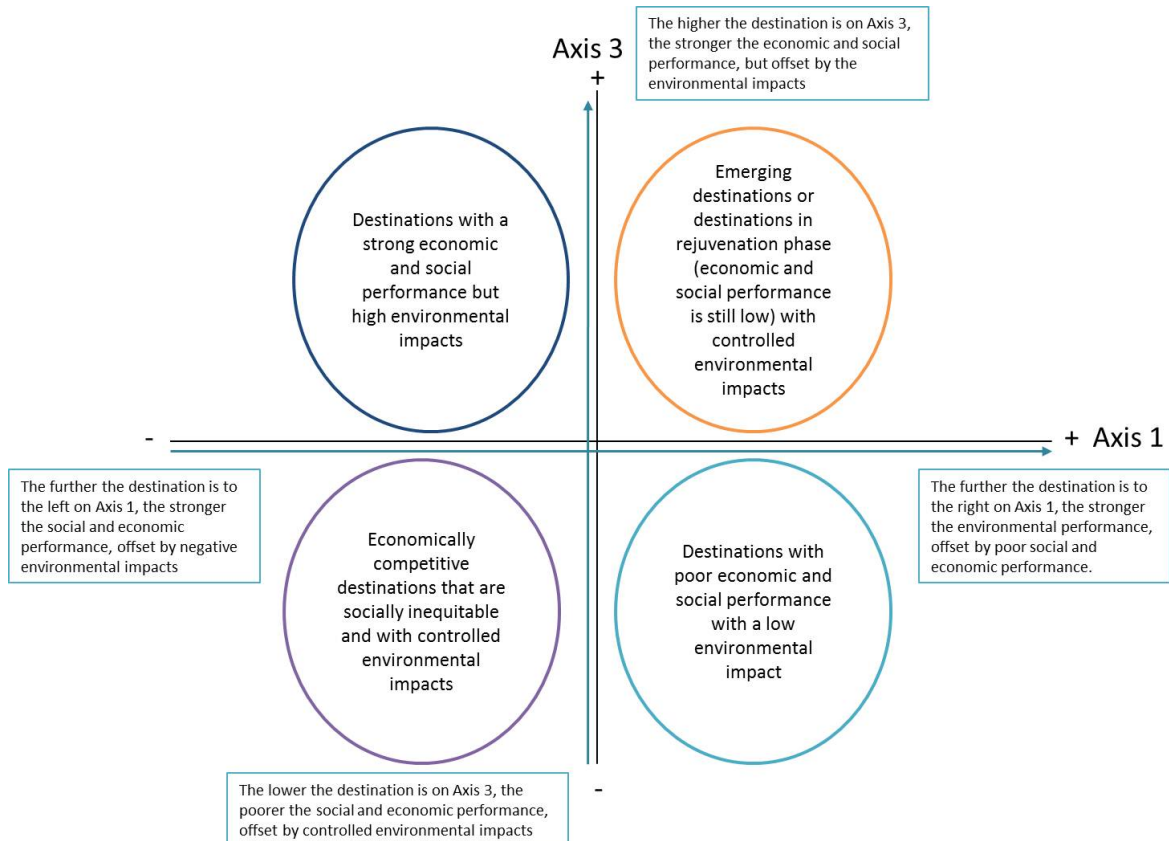 The higher the destination is on Axis 3,
the stronger the economic and social
performance, but offset by the
environmental impacts
Axis 3
+
Destinations with a
strong economic
and social
performance but
high environmental
impacts
Emerging
destinations or
destinations in
rejuvenation phase
(economic and
social performance
is still low) with
controlled
environmental
impacts
-
+ Axis 1
The further the destination is to
the left on Axis 1, the stronger
the social and economic
performance, offset by negative
environmental impacts
The further the destination is to
the right on Axis 1, the stronger
the environmental performance,
offset by poor social and
economic performance.
Economically
competitive
destinations that are
socially inequitable
and with controlled
environmental
impacts
Destinations with
poor economic and
social performance
with a low
environmental
impact
The lower the destination is on Axis 3, the
poorer the social and economic performance,
offset by controlled environmental impacts
-